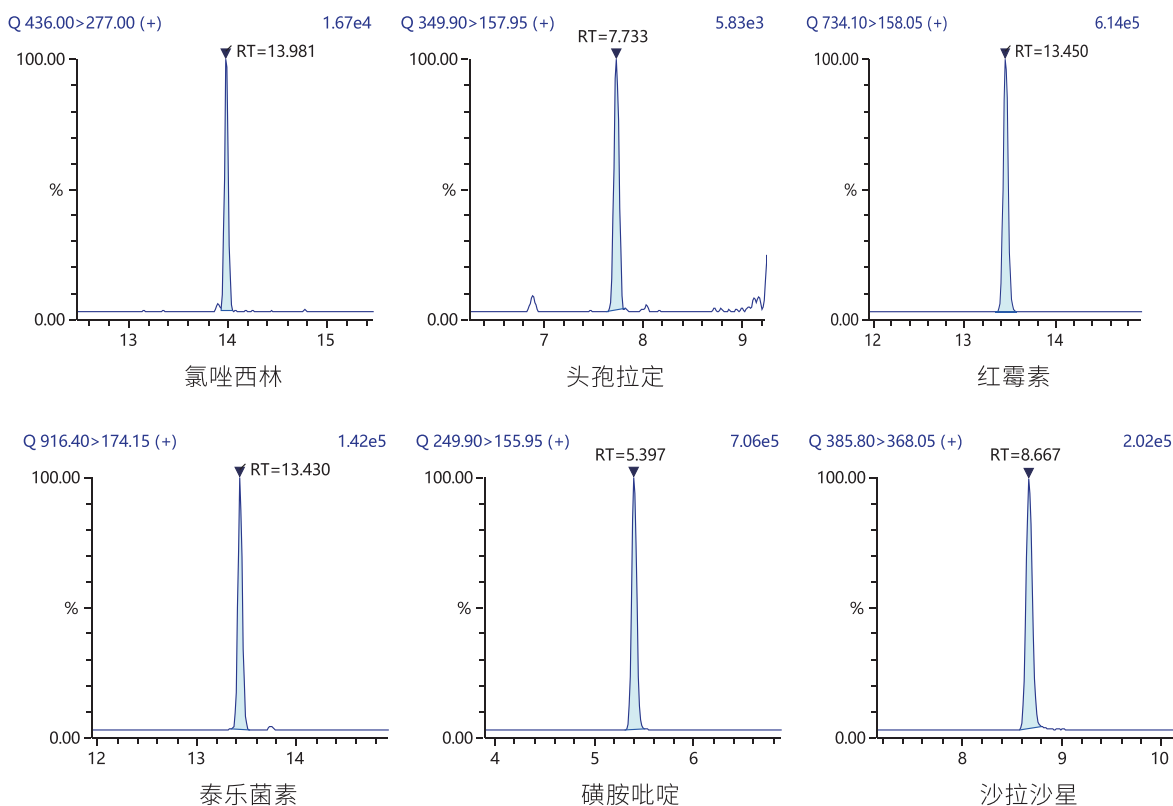 Q 436.00>277.00 (+) 1.67e4
RT=13.981
100.00
%
0.00
13 14 15
氯唑西林
Q 349.90>157.95 (+) 5.83e3
RT=7.733
100.00
%
0.00
7 8 9
头孢拉定
Q 734.10>158.05 (+) 6.14e5
RT=13.450
100.00
%
0.00
12 13 14
红霉素
Q 916.40>174.15 (+) 1.42e5
RT=13.430
100.00
%
0.00
12 13 14
泰乐菌素
Q 249.90>155.95 (+) 7.06e5
RT=5.397
100.00
%
0.00
4 5 6
磺胺吡啶
Q 385.80>368.05 (+) 2.02e5
RT=8.667
100.00
%
0.00
8 9 10
沙拉沙星